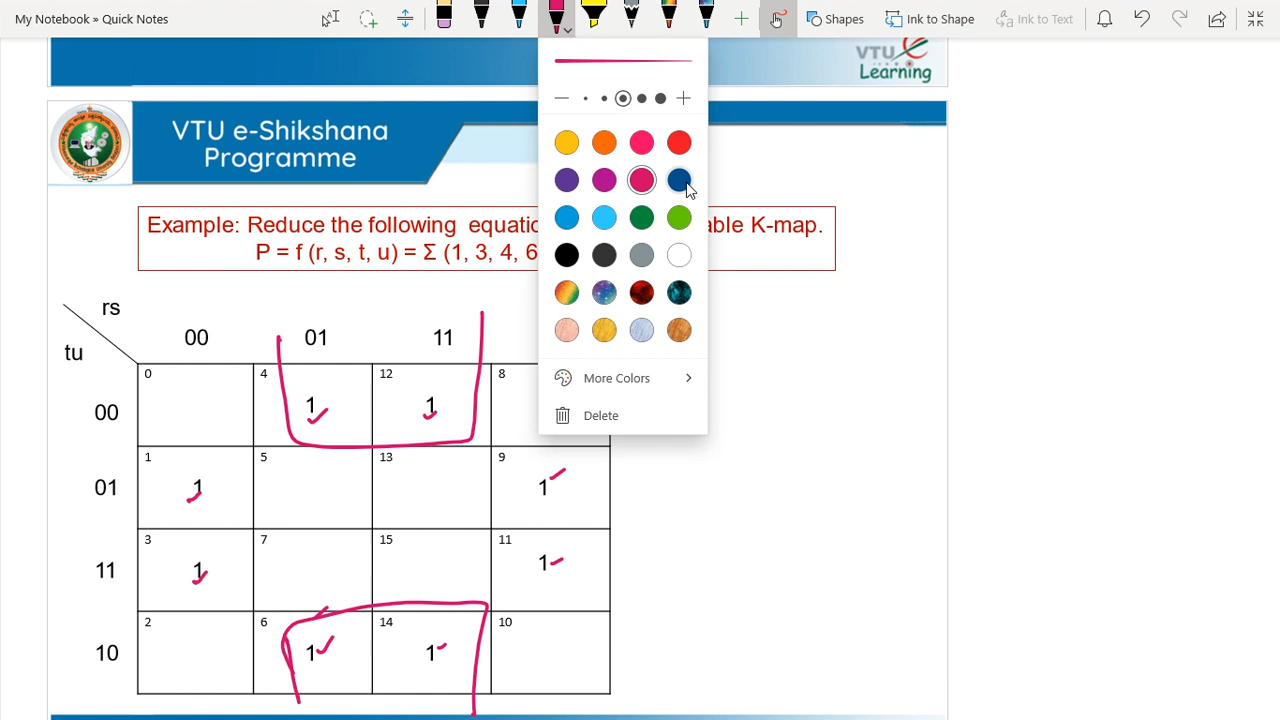 My Notebook » Quick Notes
Shapes
Ink to Shape
Ink to Text
VTU e
Learning
VTU e-Shikshana
Programme
Example: Reduce the following equatio
able K-map.
P = f (r, s, t, u) = Σ (1, 3, 4, 6
More Colors
Delete
rs
tu
00 01 11
00 0 4 1 12 1 8
01 1 1 5 13 9 1
11 3 1 7 15 11 1
10 2 6 1 14 1 10